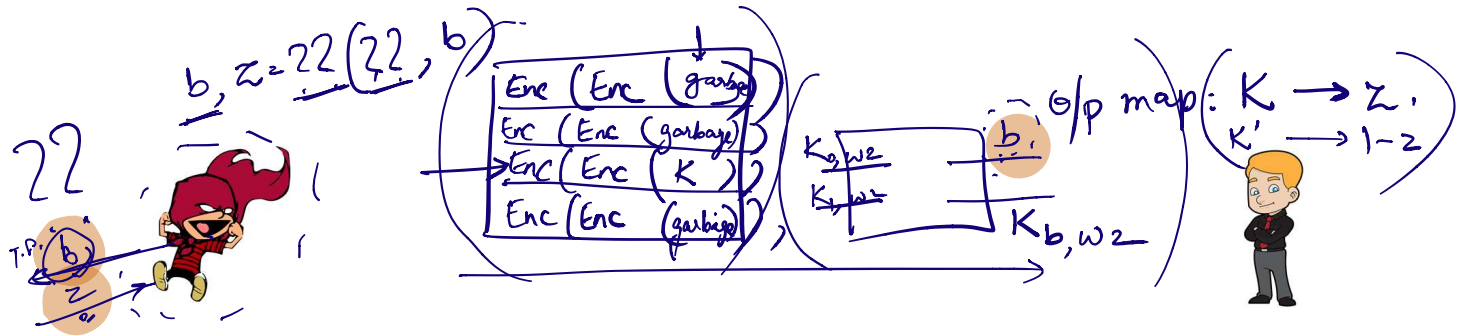 b, z = ?? (??, b)
??
T.P. b
z
Enc (Enc (garbage))
Enc (Enc (garbage))
Enc (Enc (K))
Enc (Enc (garbage)),
K0,w2
K1,w2
b,
Kb,w2
O/p map: K → z.
K' → 1-z